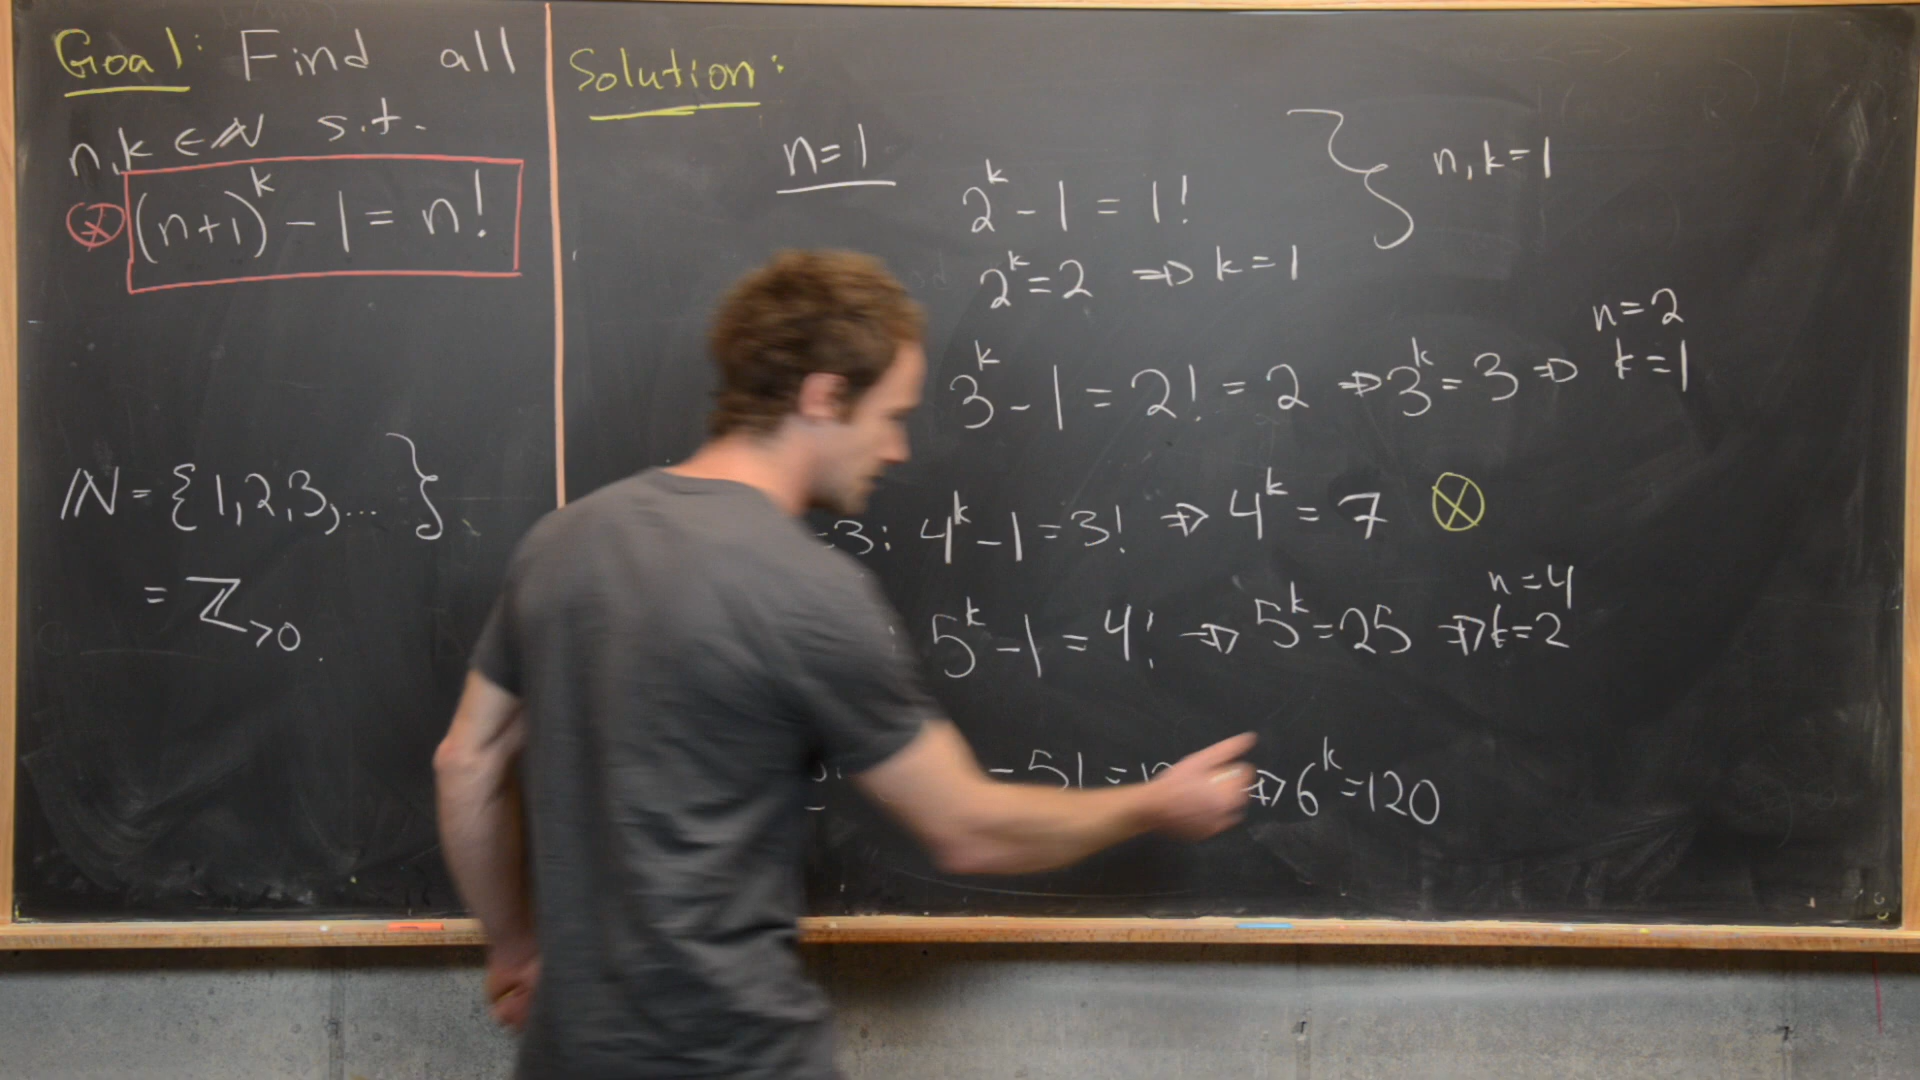 Goal: Find all
n,k ∈ ℕ s.t.
⊗ (n+1)^k - 1 = n!
ℕ = {1,2,3,... }
= ℤ_{>0}.
Solution:
n=1
2^k - 1 = 1!
2^k = 2 ⇒ k = 1
n, k = 1
3^k - 1 = 2! = 2 ⇒ 3^k = 3 ⇒ n=2 k=1
=3: 4^k - 1 = 3! ⇒ 4^k = 7 ⊗
: 5^k - 1 = 4! ⇒ 5^k = 25 ⇒ n=4 k=2
- 5! = ⇒ 6^k = 120